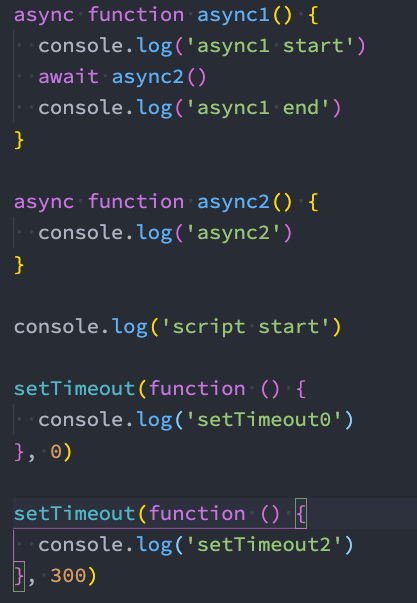 async function async1() {
  console.log('async1 start')
  await async2()
  console.log('async1 end')
}

async function async2() {
  console.log('async2')
}

console.log('script start')

setTimeout(function () {
  console.log('setTimeout0')
}, 0)

setTimeout(function () {
  console.log('setTimeout2')
}, 300)